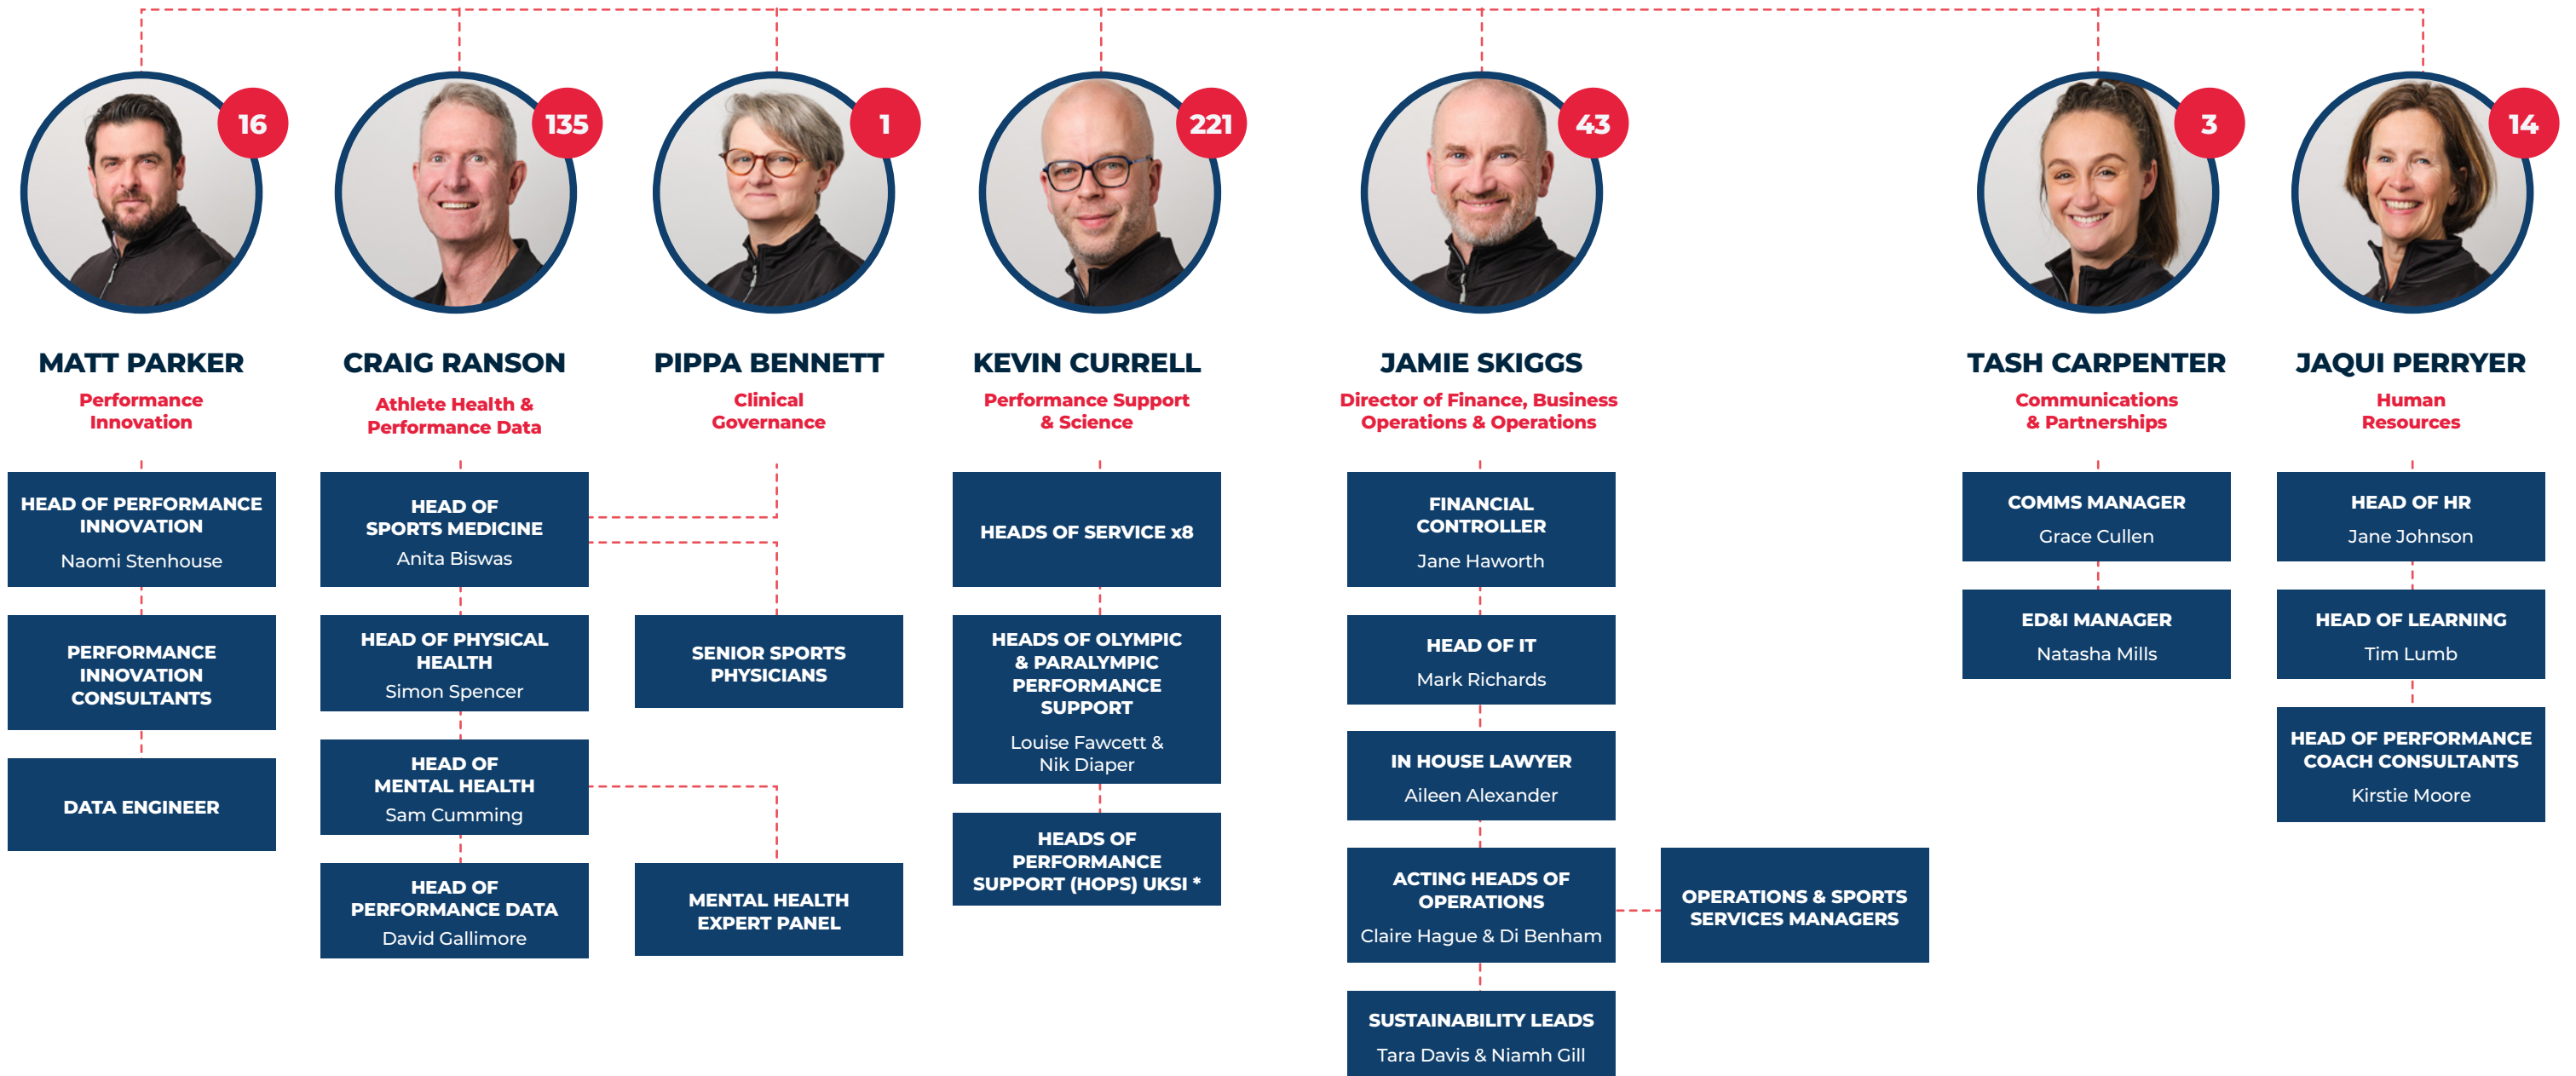 16
MATT PARKER
Performance
Innovation
HEAD OF PERFORMANCE
INNOVATION
Naomi Stenhouse
PERFORMANCE
INNOVATION
CONSULTANTS
DATA ENGINEER
135
CRAIG RANSON
Athlete Health &
Performance Data
HEAD OF
SPORTS MEDICINE
Anita Biswas
HEAD OF PHYSICAL
HEALTH
Simon Spencer
HEAD OF
MENTAL HEALTH
Sam Cumming
HEAD OF
PERFORMANCE DATA
David Gallimore
1
PIPPA BENNETT
Clinical
Governance
SENIOR SPORTS
PHYSICIANS
MENTAL HEALTH
EXPERT PANEL
221
KEVIN CURRELL
Performance Support
& Science
HEADS OF SERVICE x8
HEADS OF OLYMPIC
& PARALYMPIC
PERFORMANCE
SUPPORT
Louise Fawcett &
Nik Diaper
HEADS OF
PERFORMANCE
SUPPORT (HOPS) UKSI *
43
JAMIE SKIGGS
Director of Finance, Business
Operations & Operations
FINANCIAL
CONTROLLER
Jane Haworth
HEAD OF IT
Mark Richards
IN HOUSE LAWYER
Aileen Alexander
ACTING HEADS OF
OPERATIONS
Claire Hague & Di Benham
OPERATIONS & SPORTS
SERVICES MANAGERS
SUSTAINABILITY LEADS
Tara Davis & Niamh Gill
3
TASH CARPENTER
Communications
& Partnerships
COMMS MANAGER
Grace Cullen
ED&I MANAGER
Natasha Mills
14
JAQUI PERRYER
Human
Resources
HEAD OF HR
Jane Johnson
HEAD OF LEARNING
Tim Lumb
HEAD OF PERFORMANCE
COACH CONSULTANTS
Kirstie Moore